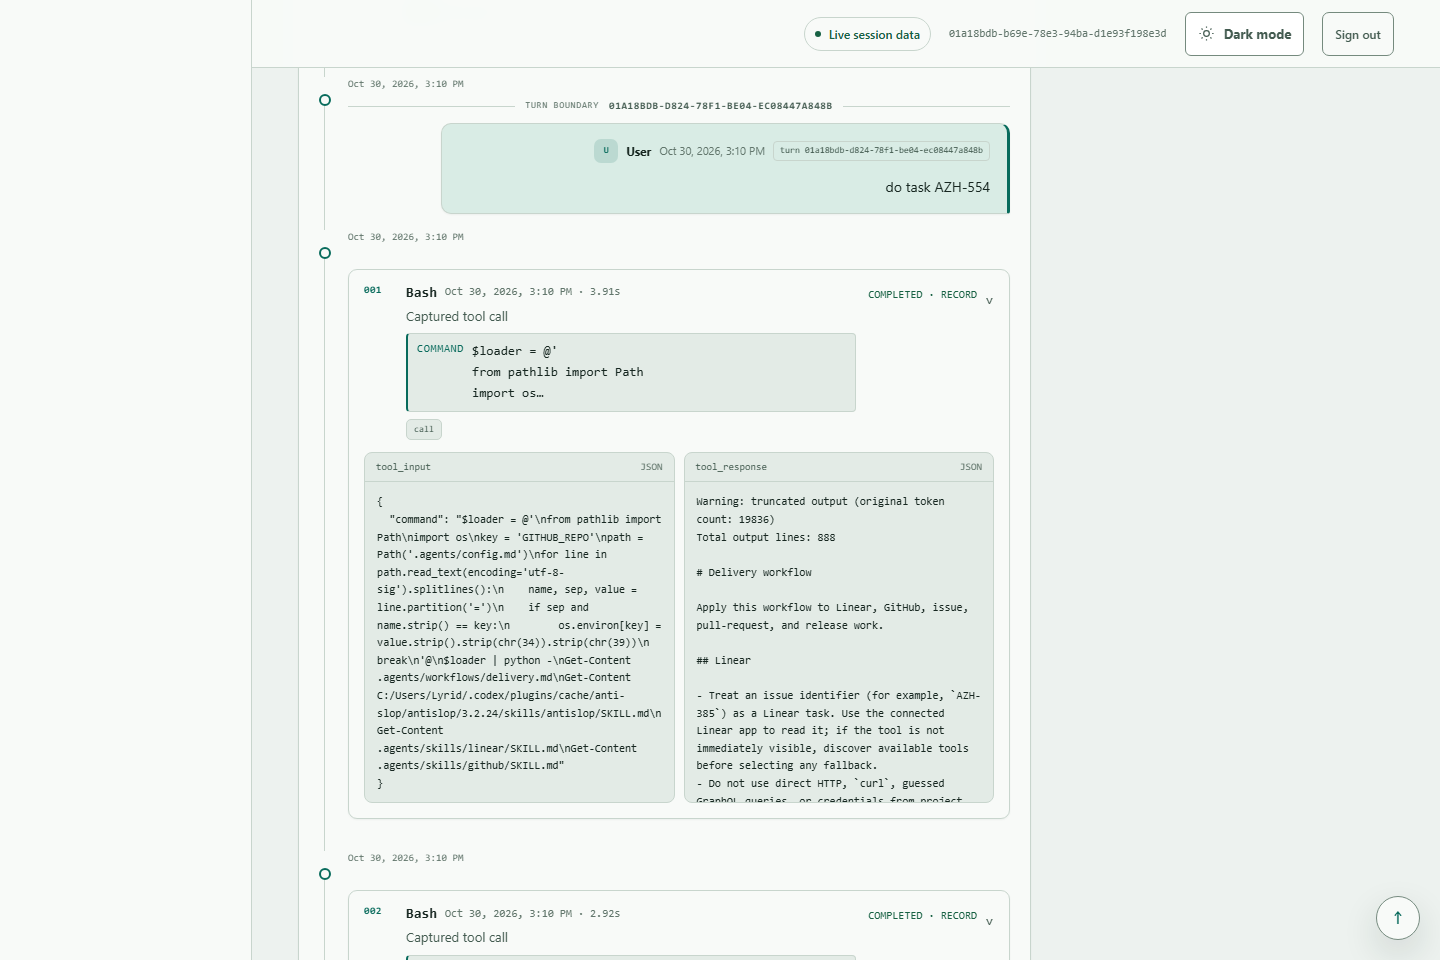 Live session data
01a18bdb-b69e-78e3-94ba-d1e93f198e3d
Dark mode
Sign out
Oct 30, 2026, 3:10 PM
TURN BOUNDARY 01A18BDB-D824-78F1-BE04-EC08447A848B
U User Oct 30, 2026, 3:10 PM turn 01a18bdb-d824-78f1-be04-ec08447a848b
do task AZH-554
Oct 30, 2026, 3:10 PM
001 Bash Oct 30, 2026, 3:10 PM · 3.91s COMPLETED · RECORD v
Captured tool call
COMMAND $loader = @'
from pathlib import Path
import os…
call
tool_input JSON
{
"command": "$loader = @'\nfrom pathlib import
Path\nimport os\nkey = 'GITHUB_REPO'\npath =
Path('.agents/config.md')\nfor line in
path.read_text(encoding='utf-8-
sig').splitlines():\n    name, sep, value =
line.partition('=')\n    if sep and
name.strip() == key:\n        os.environ[key] =
value.strip().strip(chr(34)).strip(chr(39))\n
break\n'@\n$loader | python -\nGet-Content
.agents/workflows/delivery.md\nGet-Content
C:/Users/Lyrid/.codex/plugins/cache/anti-
slop/antislop/3.2.24/skills/antislop/SKILL.md\n
Get-Content
.agents/skills/linear/SKILL.md\nGet-Content
.agents/skills/github/SKILL.md"
}
tool_response JSON
Warning: truncated output (original token
count: 19836)
Total output lines: 888
# Delivery workflow
Apply this workflow to Linear, GitHub, issue,
pull-request, and release work.
## Linear
- Treat an issue identifier (for example, `AZH-
385`) as a Linear task. Use the connected
Linear app to read it; if the tool is not
immediately visible, discover available tools
before selecting any fallback.
- Do not use direct HTTP, `curl`, guessed
GraphQL queries, or credentials from project
Oct 30, 2026, 3:10 PM
002 Bash Oct 30, 2026, 3:10 PM · 2.92s COMPLETED · RECORD v
Captured tool call